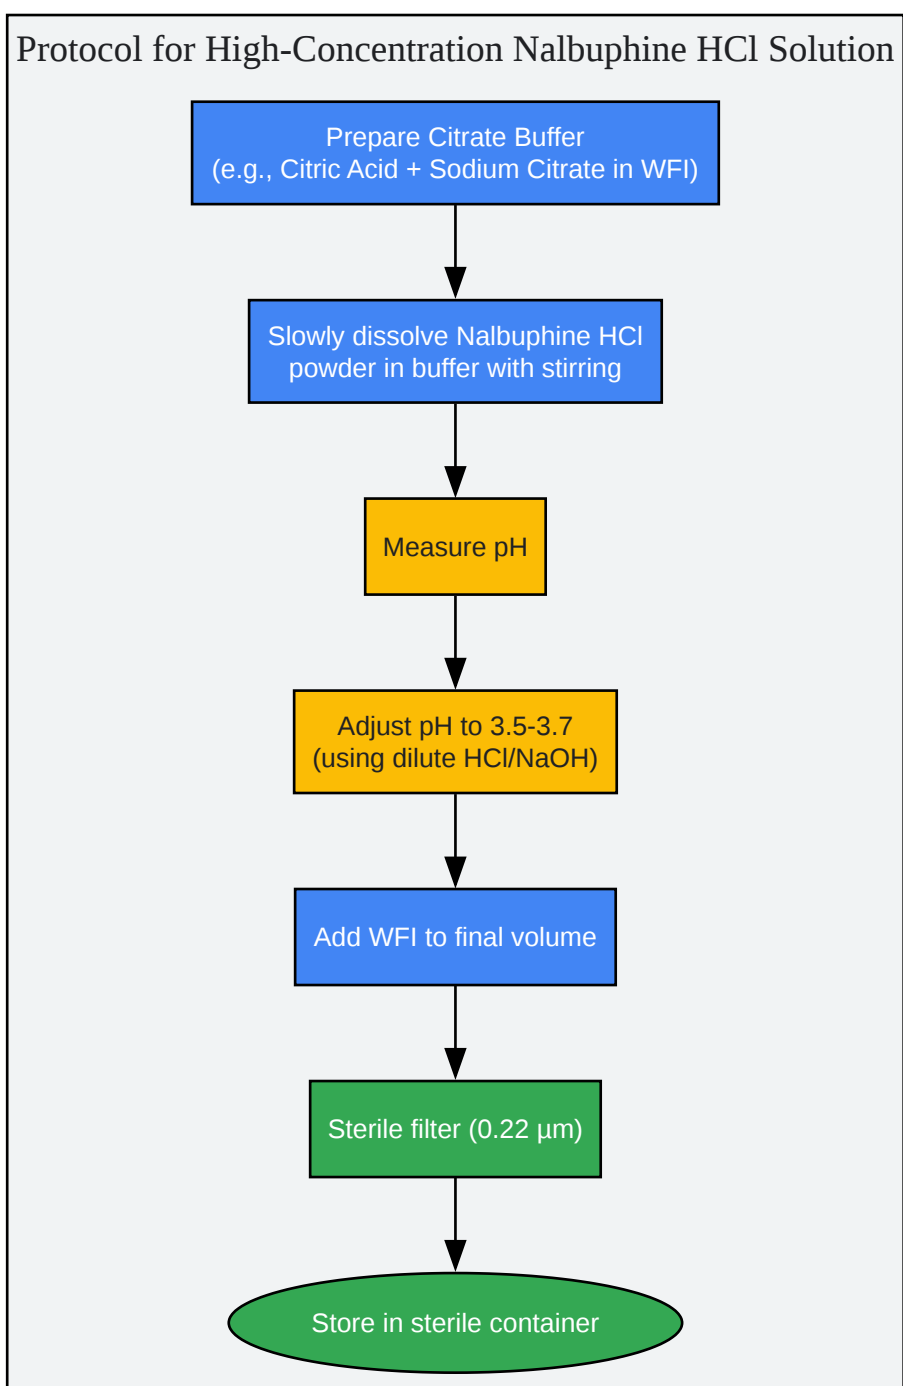 Protocol for High-Concentration Nalbuphine HCl Solution
Prepare Citrate Buffer
(e.g., Citric Acid + Sodium Citrate in WFI)
Slowly dissolve Nalbuphine HCl
powder in buffer with stirring
Measure pH
Adjust pH to 3.5-3.7
(using dilute HCl/NaOH)
Add WFI to final volume
Sterile filter (0.22 µm)
Store in sterile container